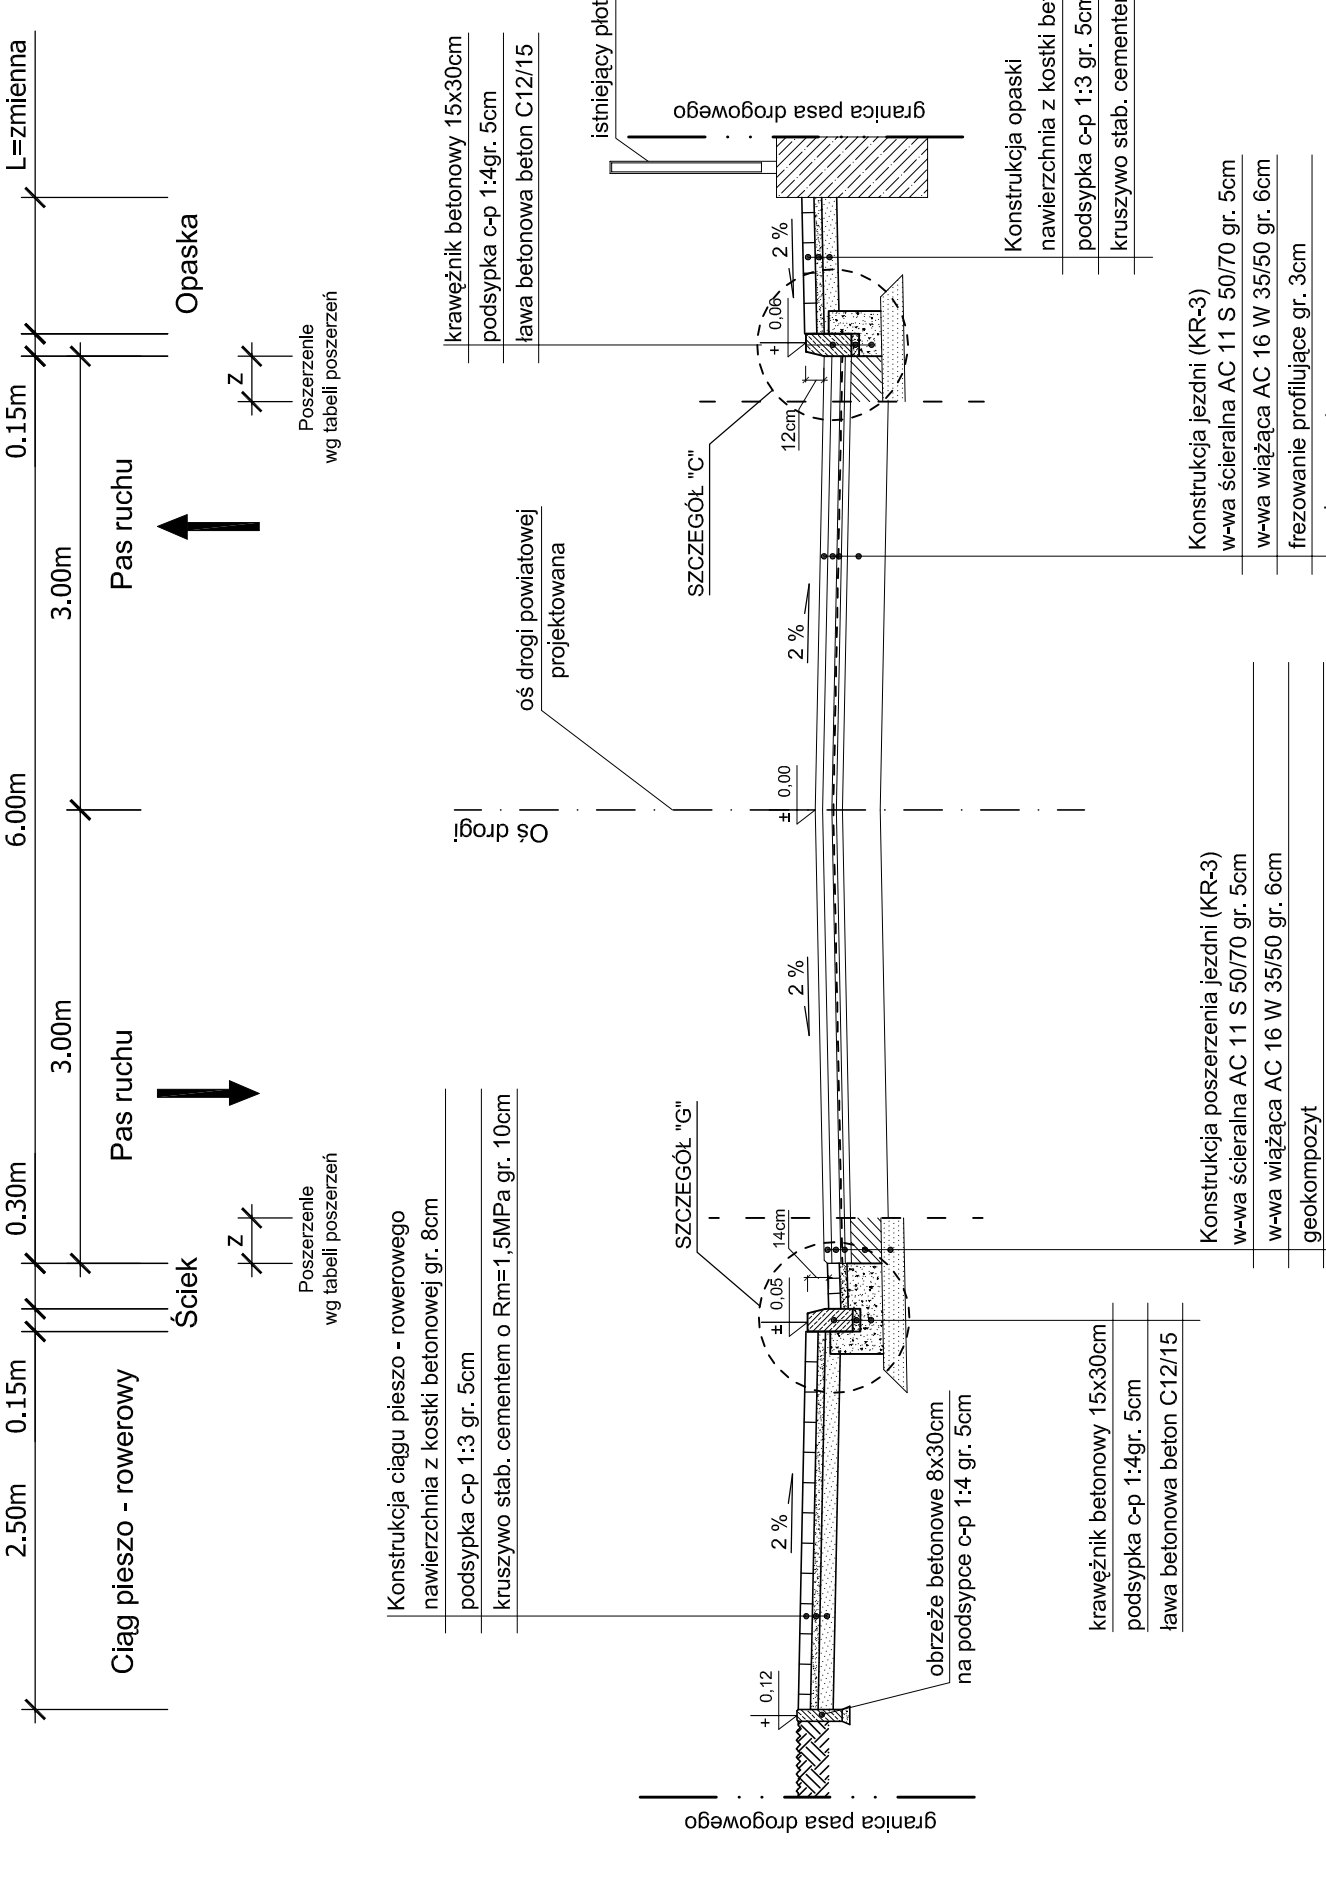 2.50m
0.15m
0.30m
6.00m
0.15m
L=zmienna
3.00m
3.00m
Ciąg pieszo - rowerowy
Ściek
Pas ruchu
Pas ruchu
Opaska
z
Poszerzenie
wg tabeli poszerzeń
z
Poszerzenie
wg tabeli poszerzeń
Konstrukcja ciągu pieszo - rowerowego
nawierzchnia z kostki betonowej gr. 8cm
podsypka c-p 1:3 gr. 5cm
kruszywo stab. cementem o Rm=1,5MPa gr. 10cm
krawężnik betonowy 15x30cm
podsypka c-p 1:4gr. 5cm
ława betonowa beton C12/15
istniejący płot
Oś drogi
oś drogi powiatowej
projektowana
SZCZEGÓŁ "G"
SZCZEGÓŁ "C"
granica pasa drogowego
granica pasa drogowego
+ 0,12
2 %
± 0,05
14cm
2 %
± 0,00
2 %
12cm
+ 0,06
2 %
obrzeże betonowe 8x30cm
na podsypce c-p 1:4 gr. 5cm
krawężnik betonowy 15x30cm
podsypka c-p 1:4gr. 5cm
ława betonowa beton C12/15
Konstrukcja poszerzenia jezdni (KR-3)
w-wa ścieralna AC 11 S 50/70 gr. 5cm
w-wa wiążąca AC 16 W 35/50 gr. 6cm
geokompozyt
Konstrukcja jezdni (KR-3)
w-wa ścieralna AC 11 S 50/70 gr. 5cm
w-wa wiążąca AC 16 W 35/50 gr. 6cm
frezowanie profilujące gr. 3cm
Konstrukcja opaski
nawierzchnia z kostki
podsypka c-p 1:3 gr. 5cm
kruszywo stab.